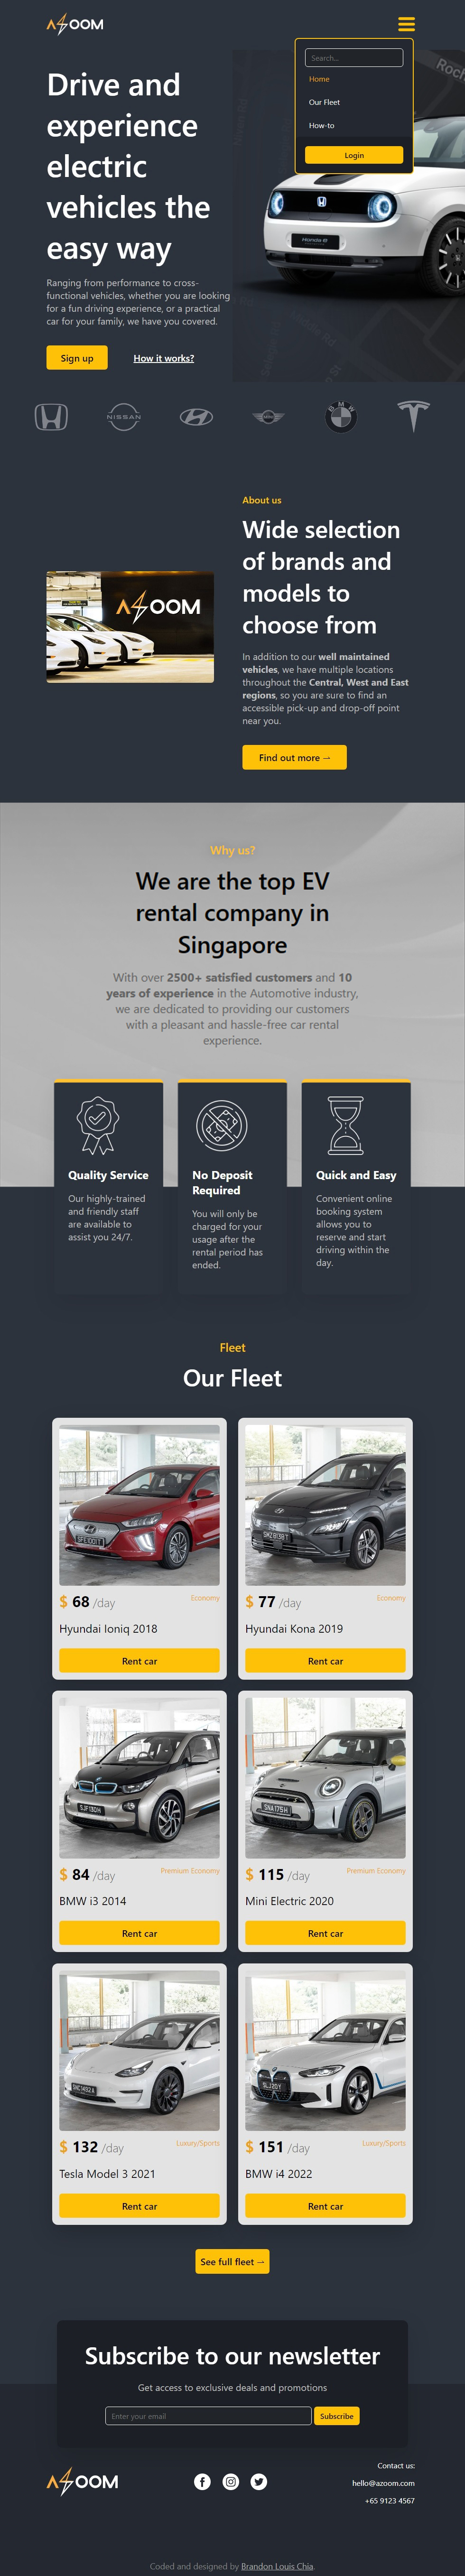 AZOOM
Search...
Home
Our Fleet
How-to
Login
Drive and
experience
electric
vehicles the
easy way
Ranging from performance to cross-
functional vehicles, whether you are looking
for a fun driving experience, or a practical
car for your family, we have you covered.
Sign up
How it works?
Honda e
NISSAN
BMW
About us
Wide selection
of brands and
models to
choose from
AZOOM
In addition to our well maintained
vehicles, we have multiple locations
throughout the Central, West and East
regions, so you are sure to find an
accessible pick-up and drop-off point
near you.
Find out more →
Why us?
We are the top EV
rental company in
Singapore
With over 2500+ satisfied customers and 10
years of experience in the Automotive industry,
we are dedicated to providing our customers
with a pleasant and hassle-free car rental
experience.
Quality Service
Our highly-trained
and friendly staff
are available to
assist you 24/7.
No Deposit
Required
You will only be
charged for your
usage after the
rental period has
ended.
Quick and Easy
Convenient online
booking system
allows you to
reserve and start
driving within the
day.
Fleet
Our Fleet
$ 68 /day
Economy
Hyundai Ioniq 2018
Rent car
$ 77 /day
Economy
Hyundai Kona 2019
Rent car
SJF130H
$ 84 /day
Premium Economy
BMW i3 2014
Rent car
SNA175H
$ 115 /day
Premium Economy
Mini Electric 2020
Rent car
$ 132 /day
Luxury/Sports
Tesla Model 3 2021
Rent car
$ 151 /day
Luxury/Sports
BMW i4 2022
Rent car
See full fleet →
Subscribe to our newsletter
Get access to exclusive deals and promotions
Enter your email
Subscribe
AZOOM
Contact us:
hello@azoom.com
+65 9123 4567
Coded and designed by Brandon Louis Chia.